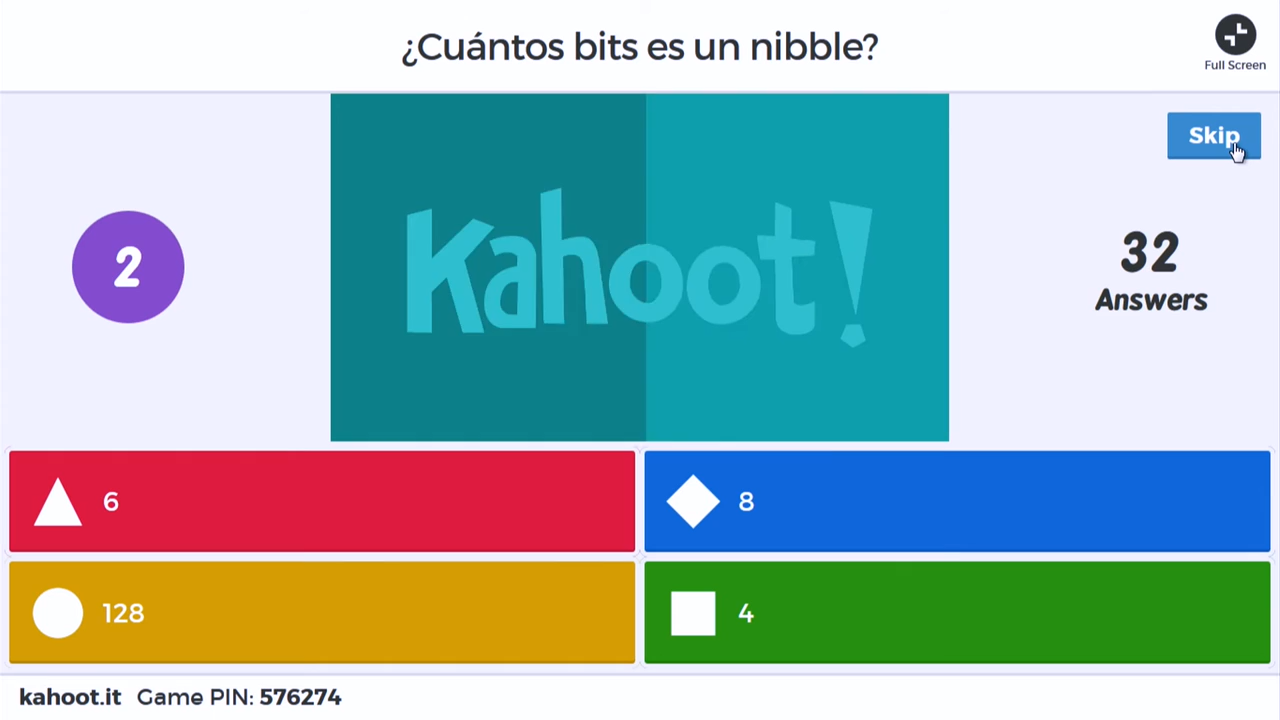 ¿Cuántos bits es un nibble?
Full Screen
Skip
2
Kahoot!
32
Answers
6
8
128
4
kahoot.it Game PIN: 576274